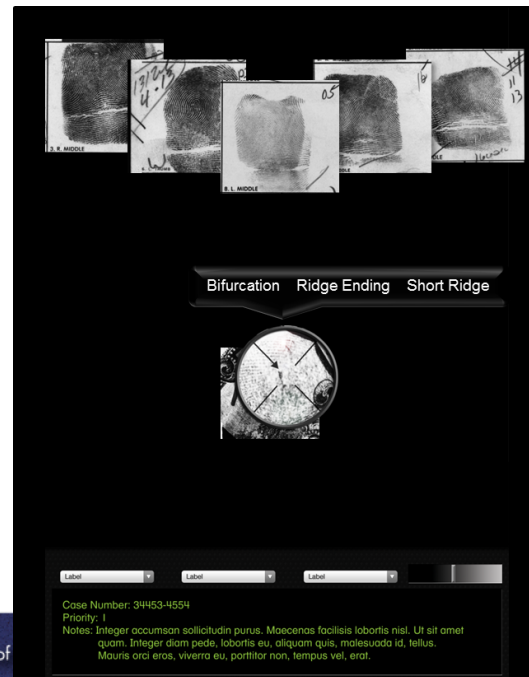 05
3. R. MIDDLE
8. L. MIDDLE
11
13
Bifurcation Ridge Ending Short Ridge
Label Label Label
Case Number: 34453-4554
Priority: 1
Notes: Integer accumsan sollicitudin purus. Maecenas facilisis lobortis nisl. Ut sit amet
quam. Integer diam pede, lobortis eu, aliquam quis, malesuada id, tellus.
Mauris orci eros, viverra eu, porttitor non, tempus vel, erat.
of